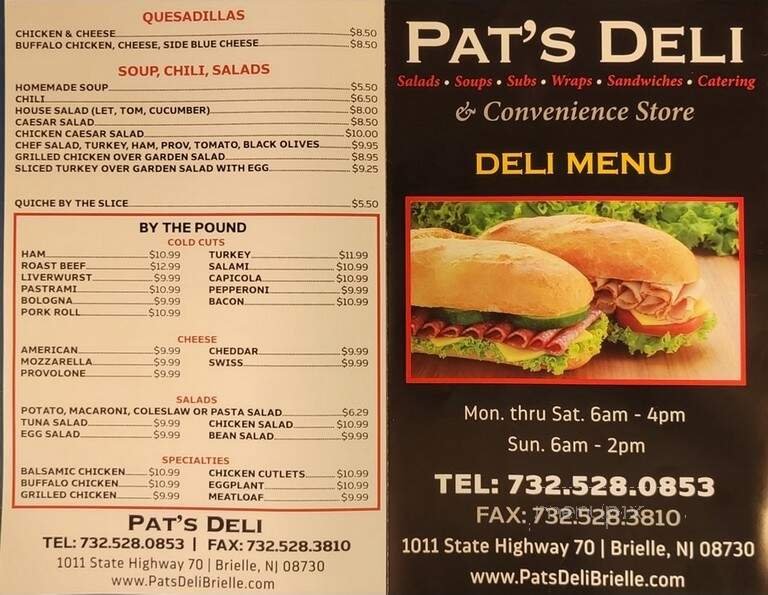 QUESADILLAS
CHICKEN & CHEESE $8.50
BUFFALO CHICKEN, CHEESE, SIDE BLUE CHEESE $8.50
SOUP, CHILI, SALADS
HOMEMADE SOUP $5.50
CHILI $6.50
HOUSE SALAD (LET, TOM, CUCUMBER) $8.00
CAESAR SALAD $8.50
CHICKEN CAESAR SALAD $10.00
CHEF SALAD, TURKEY, HAM, PROV, TOMATO, BLACK OLIVES $9.95
GRILLED CHICKEN OVER GARDEN SALAD $8.95
SLICED TURKEY OVER GARDEN SALAD WITH EGG $9.25
QUICHE BY THE SLICE $5.50
BY THE POUND
COLD CUTS
HAM $10.99
ROAST BEEF $12.99
LIVERWURST $9.99
PASTRAMI $10.99
BOLOGNA $9.99
PORK ROLL $10.99
TURKEY $11.99
SALAMI $10.99
CAPICOLA $10.99
PEPPERONI $9.99
BACON $10.99
CHEESE
AMERICAN $9.99
MOZZARELLA $9.99
PROVOLONE $9.99
CHEDDAR $9.99
SWISS $9.99
SALADS
POTATO, MACARONI, COLESLAW OR PASTA SALAD $6.29
TUNA SALAD $9.99
EGG SALAD $9.99
CHICKEN SALAD $10.99
BEAN SALAD $9.99
SPECIALTIES
BALSAMIC CHICKEN $10.99
BUFFALO CHICKEN $10.99
GRILLED CHICKEN $9.99
CHICKEN CUTLETS $10.99
EGGPLANT $10.99
MEATLOAF $9.99
PAT'S DELI
TEL: 732.528.0853 | FAX: 732.528.3810
1011 State Highway 70 | Brielle, NJ 08730
www.PatsDeliBrielle.com
PAT'S DELI
Salads • Soups • Subs • Wraps • Sandwiches • Catering
& Convenience Store
DELI MENU
Mon. thru Sat. 6am - 4pm
Sun. 6am - 2pm
TEL: 732.528.0853
FAX: 732.528.3810
1011 State Highway 70 | Brielle, NJ 08730
www.PatsDeliBrielle.com